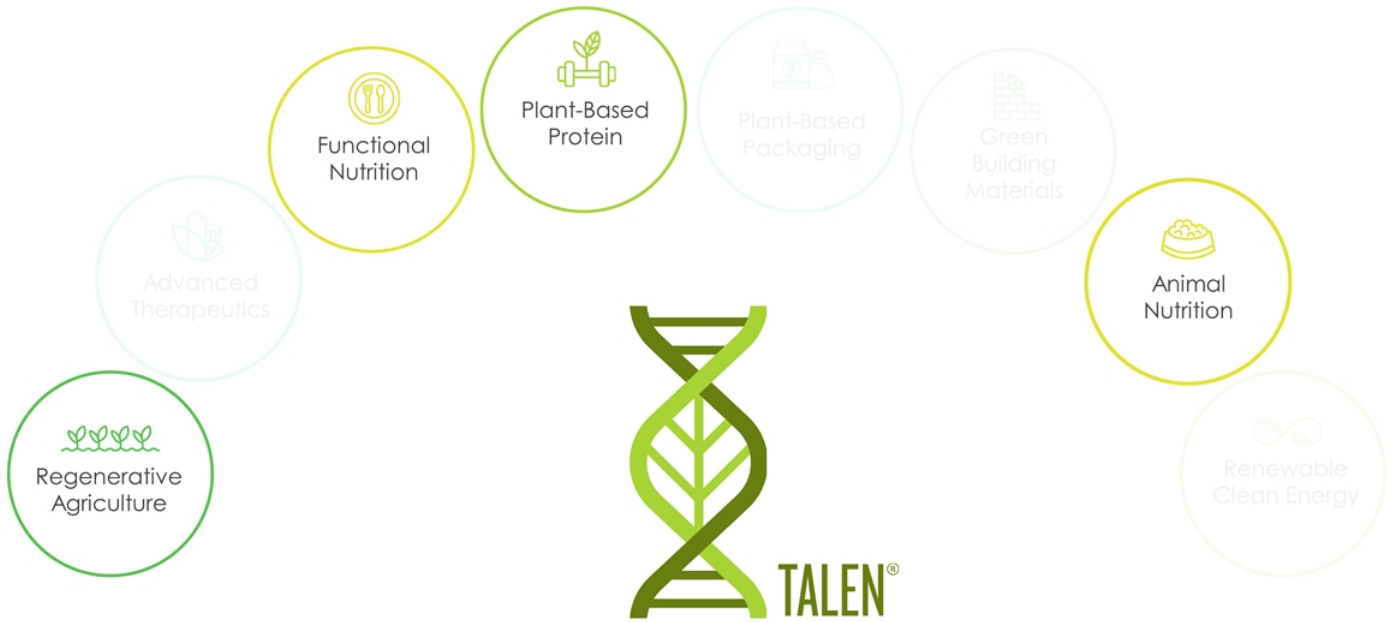 Plant-Based
Protein
Functional
Nutrition
Plant-Based
Packaging
Green
Building
Materials
Advanced
Therapeutics
Animal
Nutrition
Regenerative
Agriculture
Renewable
Clean Energy
TALEN®